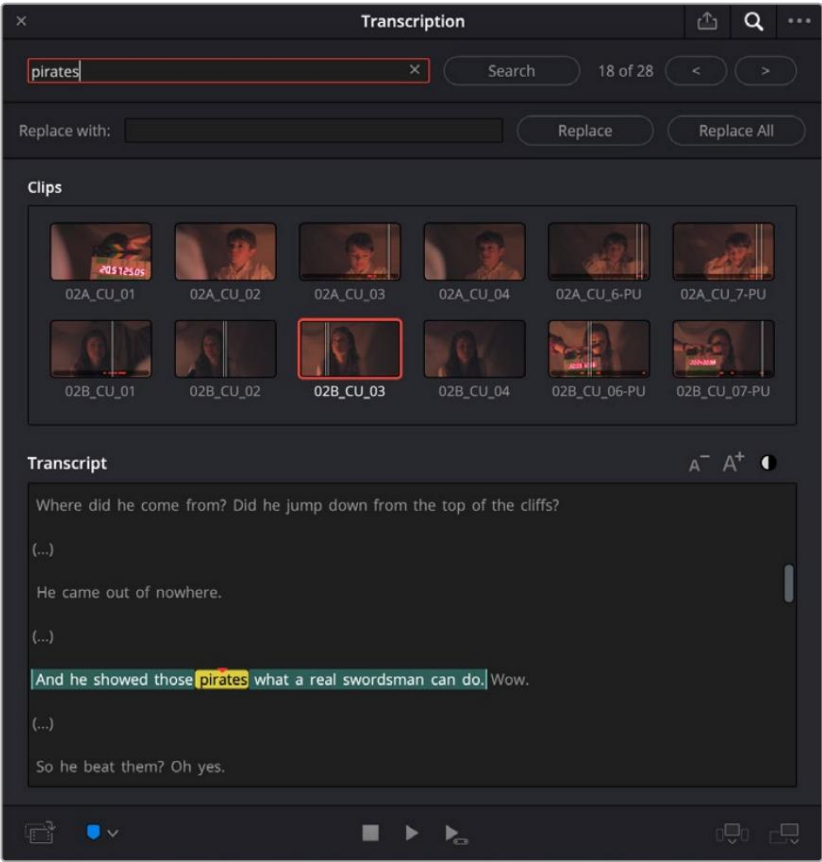 Transcription
pirates
Search
18 of 28
<
>
Replace with:
Replace
Replace All
Clips
02A_CU_01 02A_CU_02 02A_CU_03 02A_CU_04 02A_CU_6-PU 02A_CU_7-PU
02B_CU_01 02B_CU_02 02B_CU_03 02B_CU_04 02B_CU_06-PU 02B_CU_07-PU
Transcript
A− A+
Where did he come from? Did he jump down from the top of the cliffs?
(...)
He came out of nowhere.
(...)
And he showed those pirates what a real swordsman can do. Wow.
(...)
So he beat them? Oh yes.